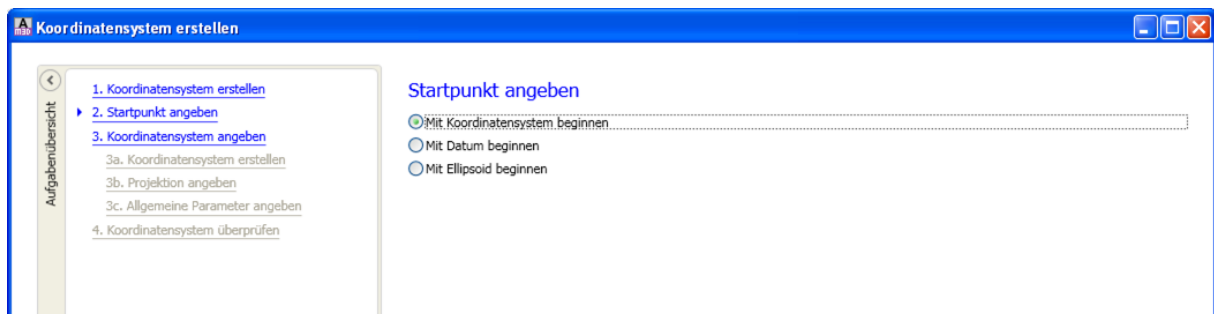 Koordinatensystem erstellen
Aufgabenübersicht
1. Koordinatensystem erstellen
2. Startpunkt angeben
3. Koordinatensystem angeben
3a. Koordinatensystem erstellen
3b. Projektion angeben
3c. Allgemeine Parameter angeben
4. Koordinatensystem überprüfen
Startpunkt angeben
Mit Koordinatensystem beginnen
Mit Datum beginnen
Mit Ellipsoid beginnen